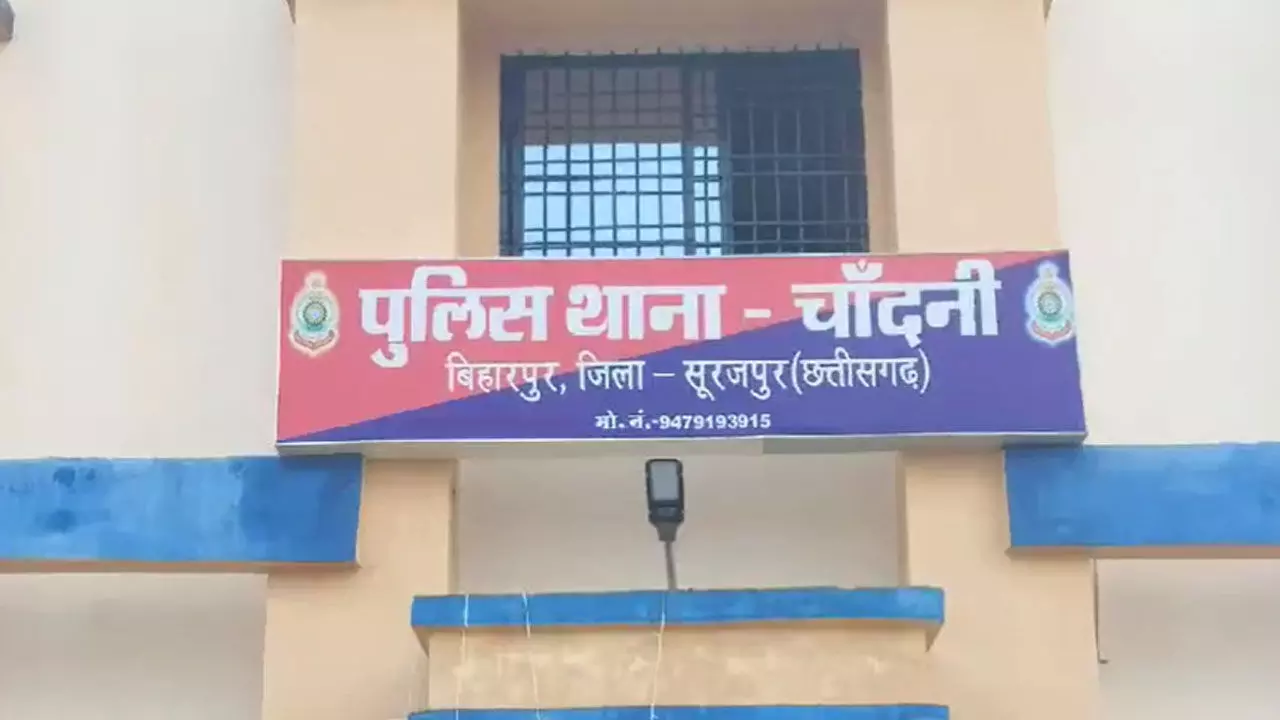 पुलिस थाना - चाँदनी
बिहारपुर, जिला – सूरजपुर(छत्तीसगढ़)
मो. नं.-9479193915